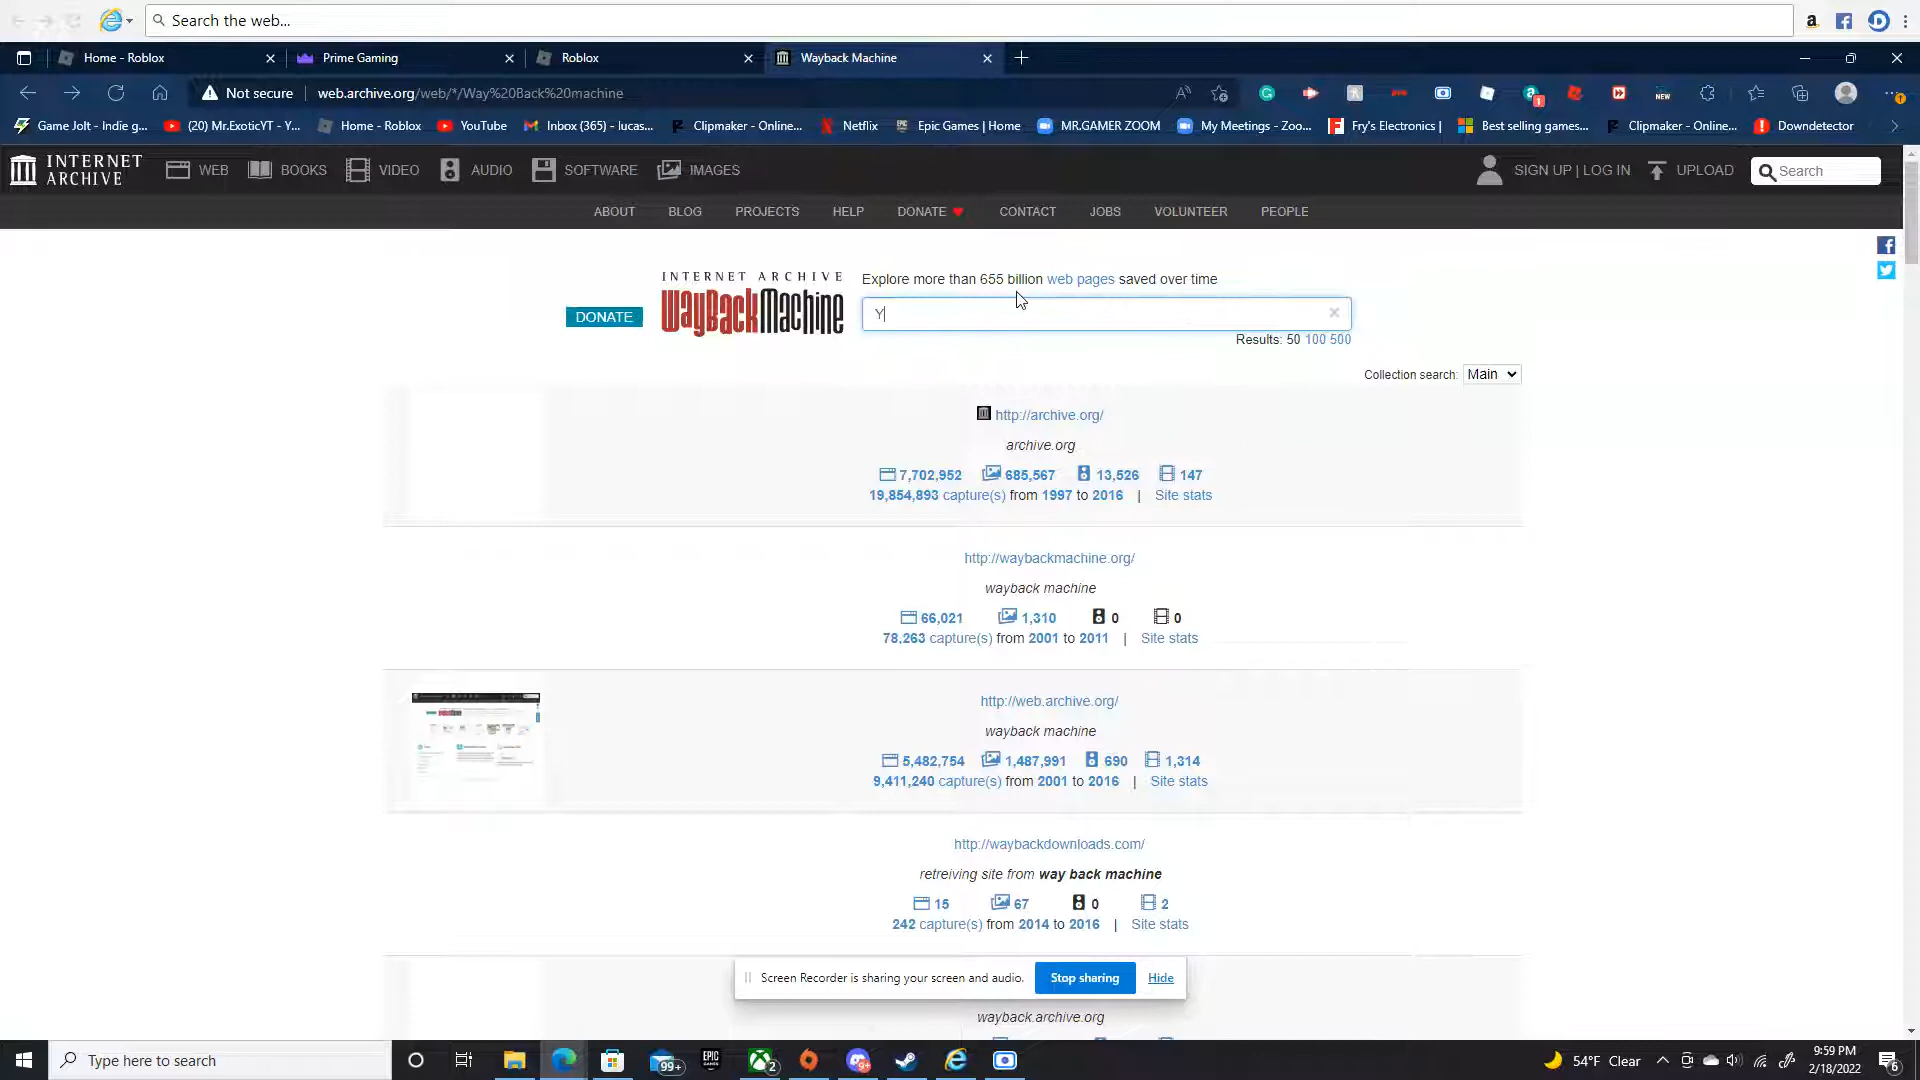 Search the web...
Home - Roblox
Prime Gaming
Roblox
Wayback Machine
Not secure
web.archive.org/web/*/Way%20Back%20machine
NEW
Game Jolt - Indie g...
(20) Mr.ExoticYT - Y...
Home - Roblox
YouTube
Inbox (365) - lucas...
Clipmaker - Online...
Netflix
Epic Games | Home
MR.GAMER ZOOM
My Meetings - Zoo...
Fry's Electronics |
Best selling games...
Clipmaker - Online...
Downdetector
INTERNET ARCHIVE
WEB
BOOKS
VIDEO
AUDIO
SOFTWARE
IMAGES
SIGN UP | LOG IN
UPLOAD
Search
ABOUT
BLOG
PROJECTS
HELP
DONATE
CONTACT
JOBS
VOLUNTEER
PEOPLE
DONATE
INTERNET ARCHIVE
WayBackMachine
Explore more than 655 billion web pages saved over time
Y
Results: 50 100 500
Collection search: Main
http://archive.org/
archive.org
7,702,952 685,567 13,526 147
19,854,893 capture(s) from 1997 to 2016 | Site stats
http://waybackmachine.org/
wayback machine
66,021 1,310 0 0
78,263 capture(s) from 2001 to 2011 | Site stats
http://web.archive.org/
wayback machine
5,482,754 1,487,991 690 1,314
9,411,240 capture(s) from 2001 to 2016 | Site stats
http://waybackdownloads.com/
retreiving site from way back machine
15 67 0 2
242 capture(s) from 2014 to 2016 | Site stats
Screen Recorder is sharing your screen and audio.
Stop sharing
Hide
wayback.archive.org
Type here to search
99+
EPIC
2
54°F Clear
9:59 PM
2/18/2022
6